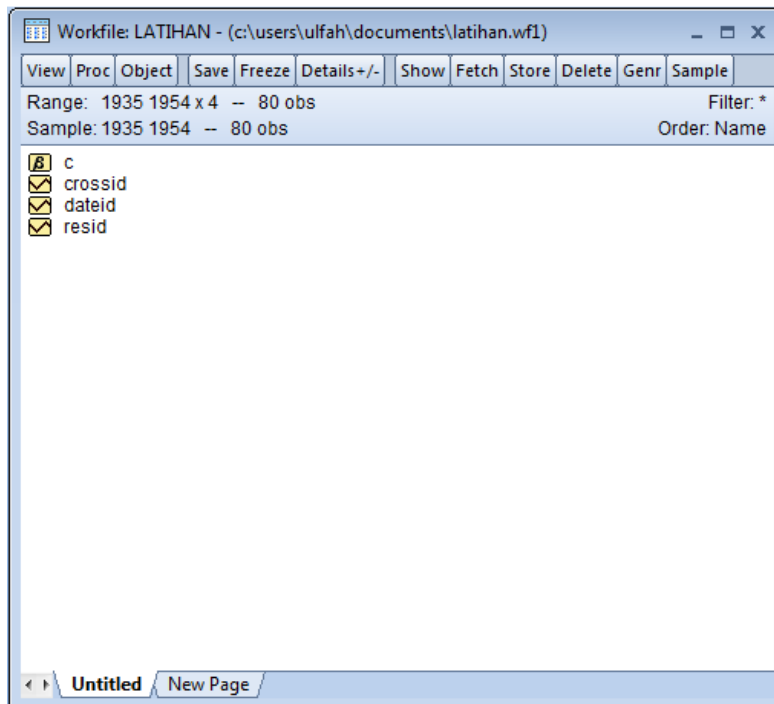 Workfile: LATIHAN - (c:\users\ulfah\documents\latihan.wf1)
View Proc Object Save Freeze Details+/- Show Fetch Store Delete Genr Sample
Range: 1935 1954 x 4 -- 80 obs Filter: *
Sample: 1935 1954 -- 80 obs Order: Name
β c
crossid
dateid
resid
Untitled New Page